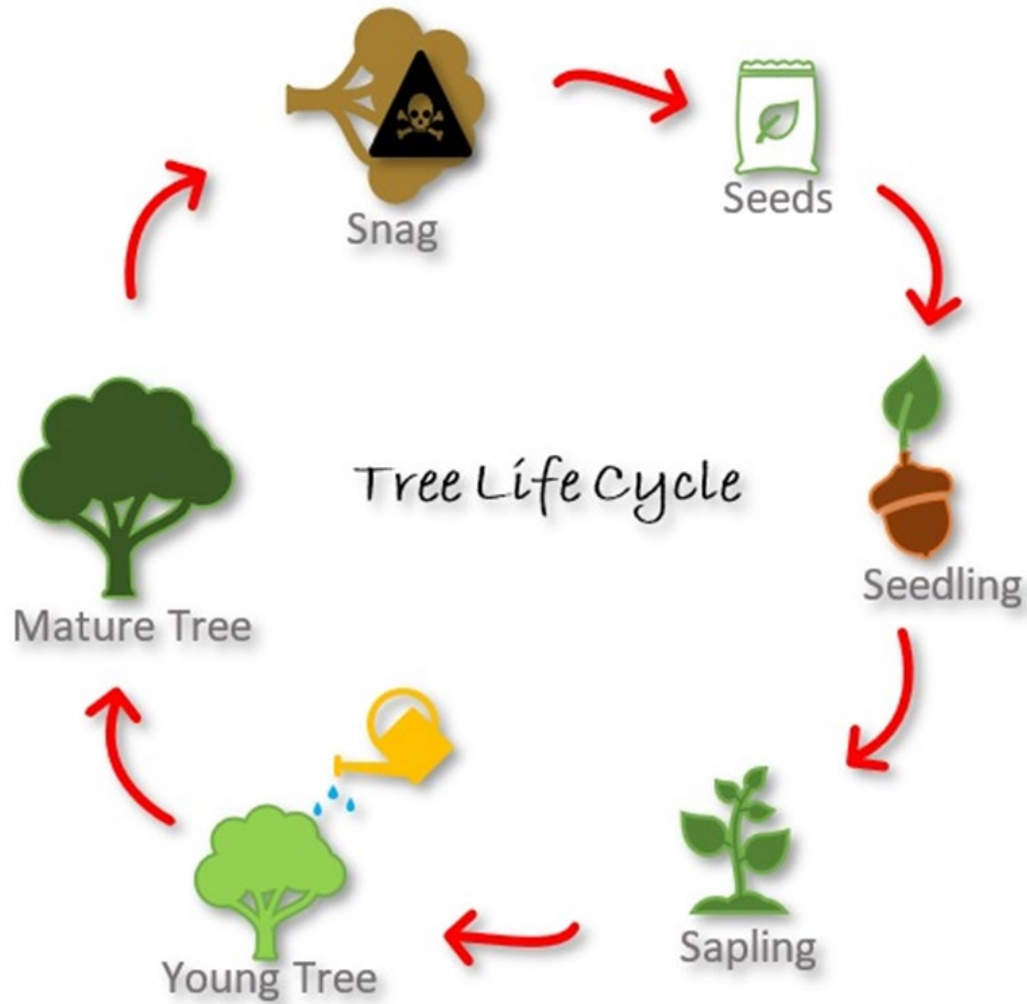 Snag
Seeds
Tree Life Cycle
Seedling
Mature Tree
Sapling
Young Tree